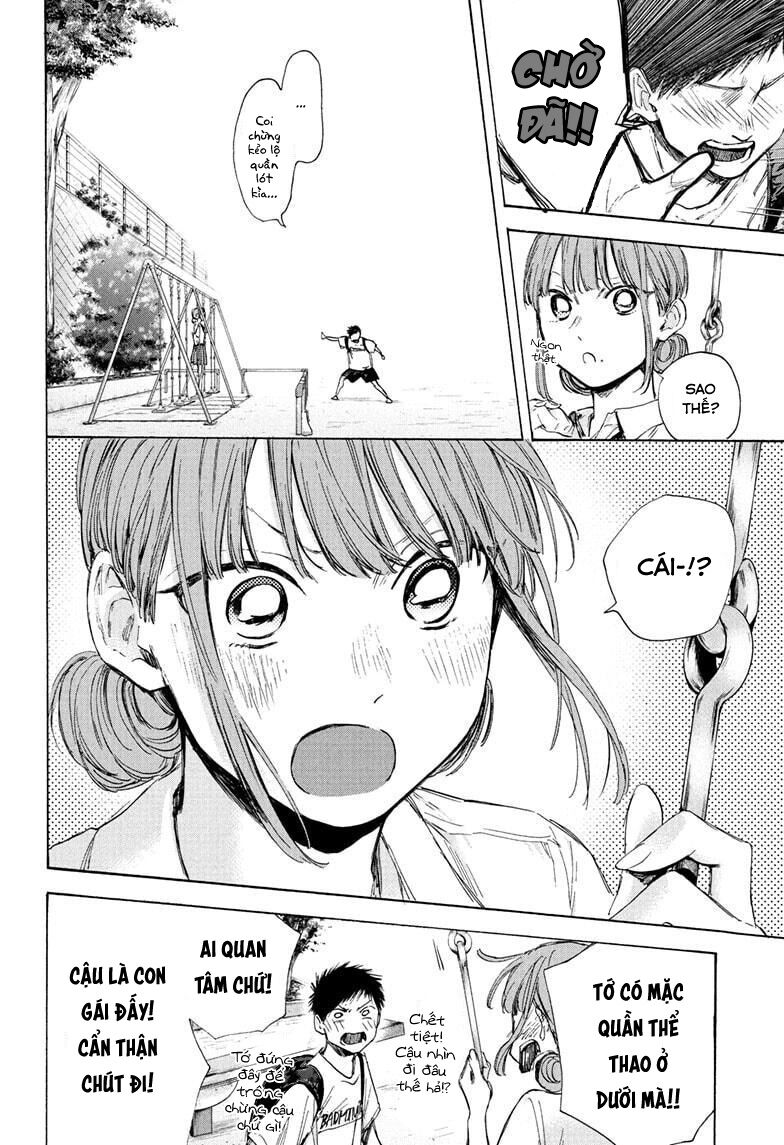 CHỜ
ĐÃ!!
Ngon
thật
SAO
THẾ?
...
Coi
chừng
kẻo lộ
quần
lót
kìa...
CÁI-!?
TỚ CÓ MẶC
QUẦN THỂ
THAO Ở
DƯỚI MÀ!!
Chết
tiệt!
Cậu nhìn
đi đâu
thế hả!?
AI QUAN
TÂM CHỨ!
CẬU LÀ CON
GÁI ĐẤY!
CẨN THẬN
CHÚT ĐI!
Tớ đứng
đây để
trông
chừng cậu
chứ gì!